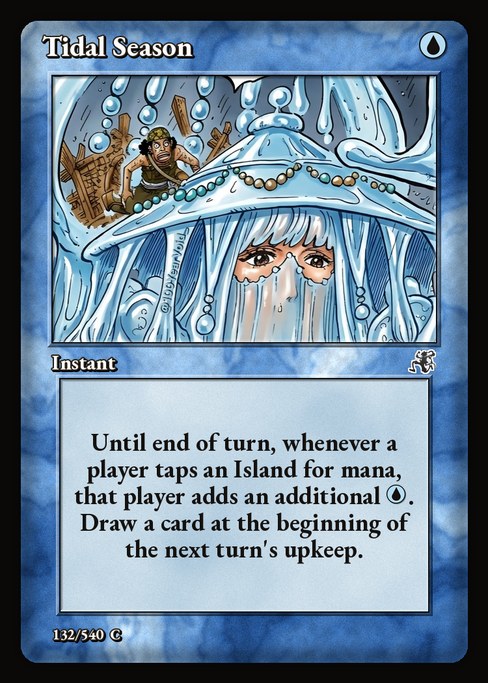 Tidal Season
©100yearvoid
Instant
Until end of turn, whenever a
player taps an Island for mana,
that player adds an additional .
Draw a card at the beginning of
the next turn's upkeep.
132/540 C